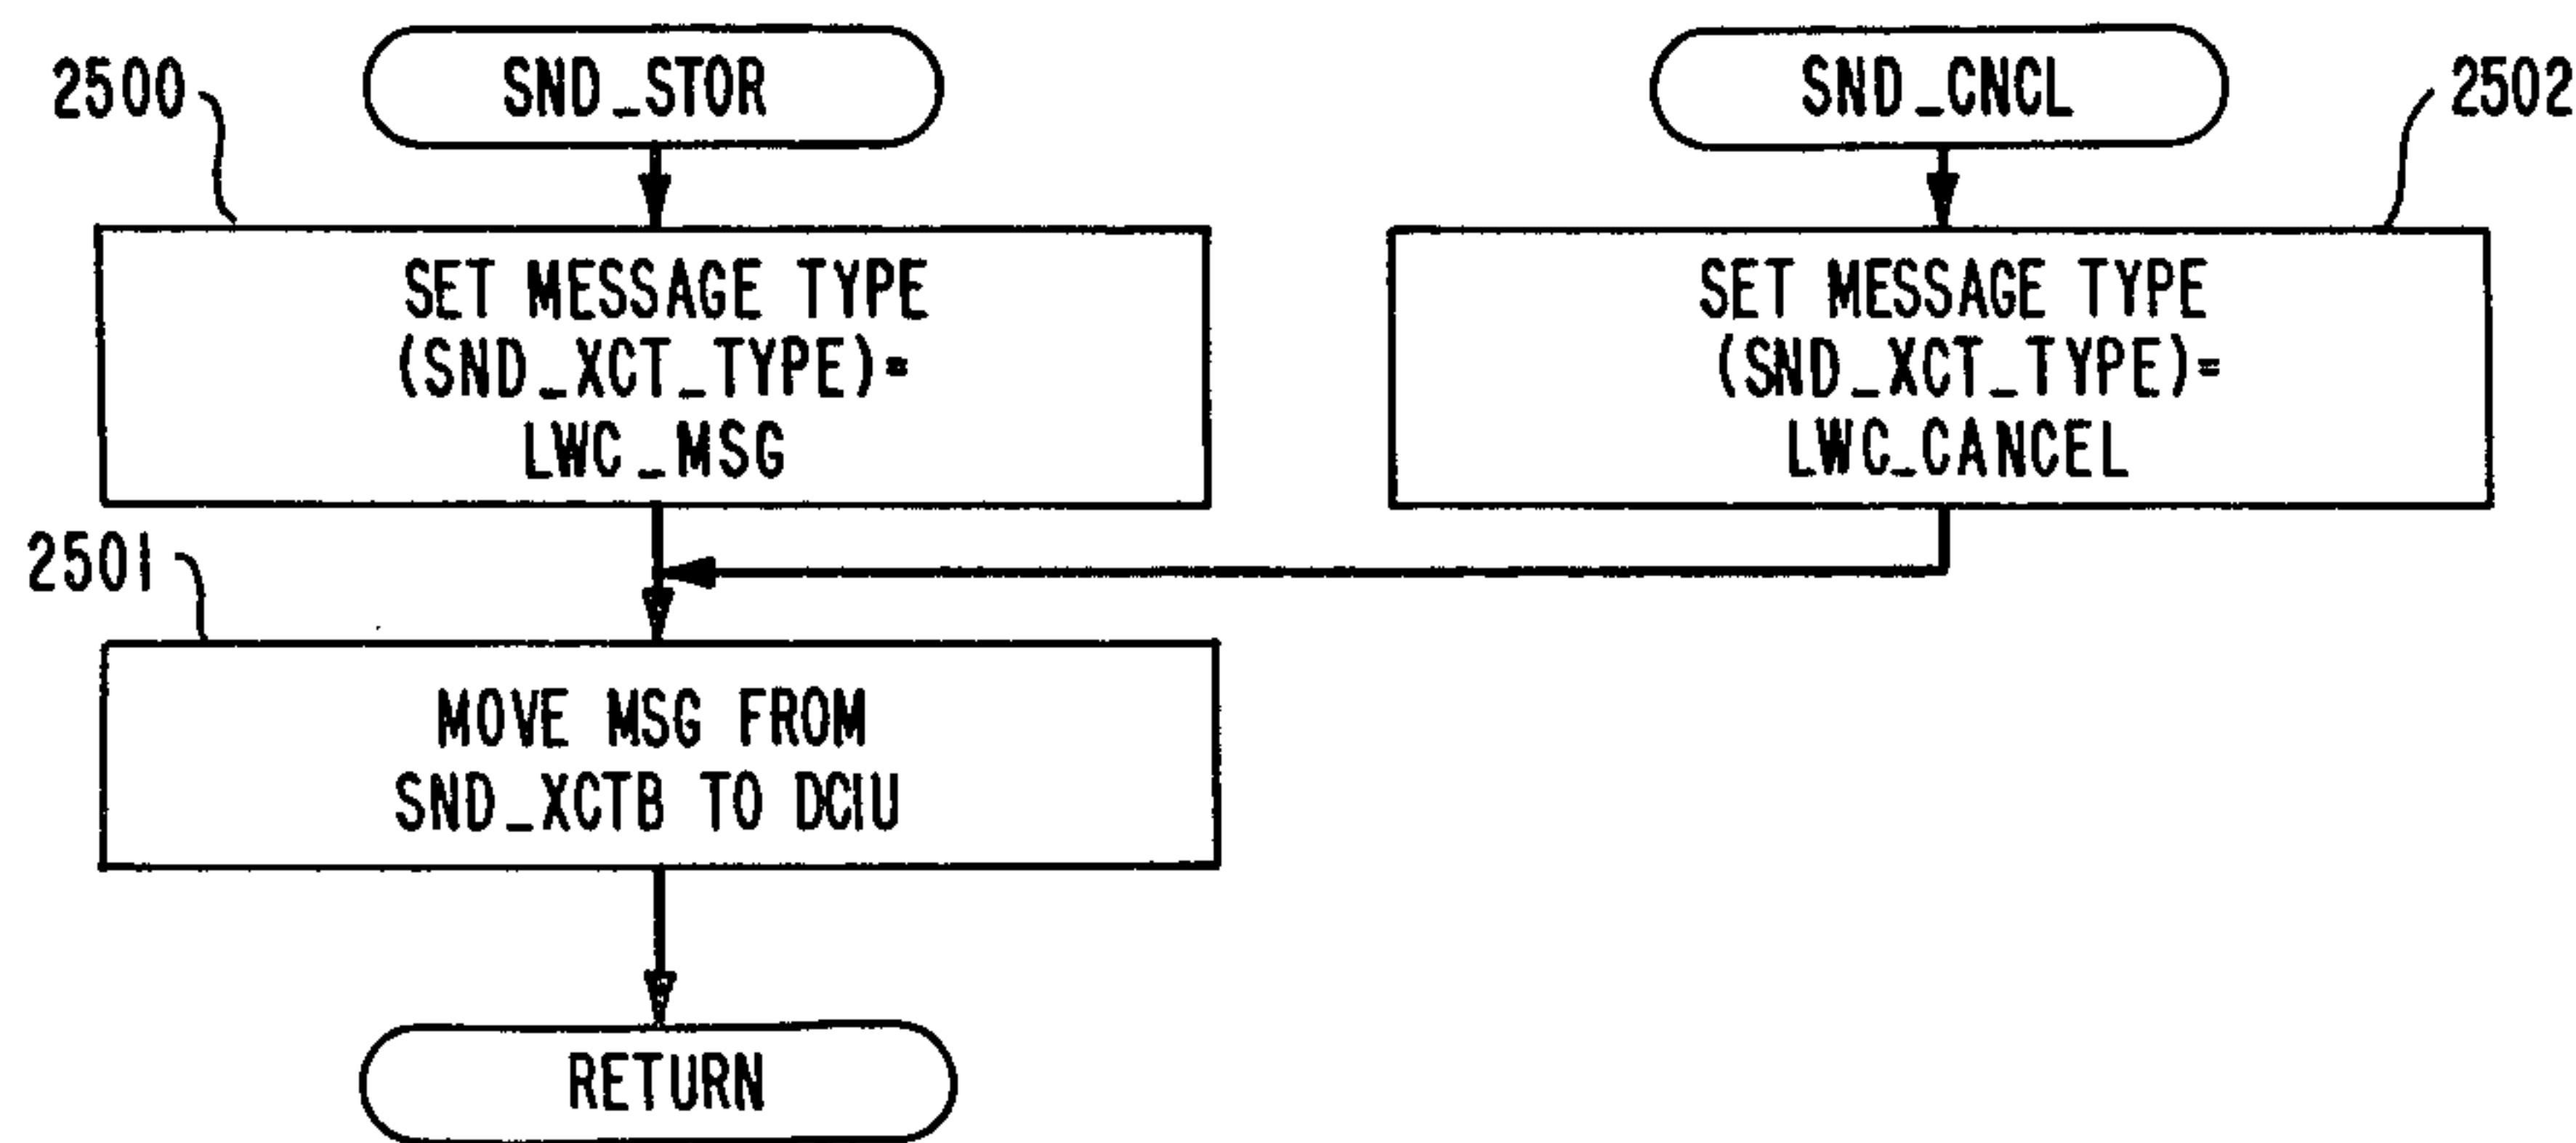 SND_STOR
SND_CNCL
2500
2502
SET MESSAGE TYPE
(SND_XCT_TYPE)=
LWC_MSG
SET MESSAGE TYPE
(SND_XCT_TYPE)=
LWC_CANCEL
2501
MOVE MSG FROM
SND_XCTB TO DCIU
RETURN